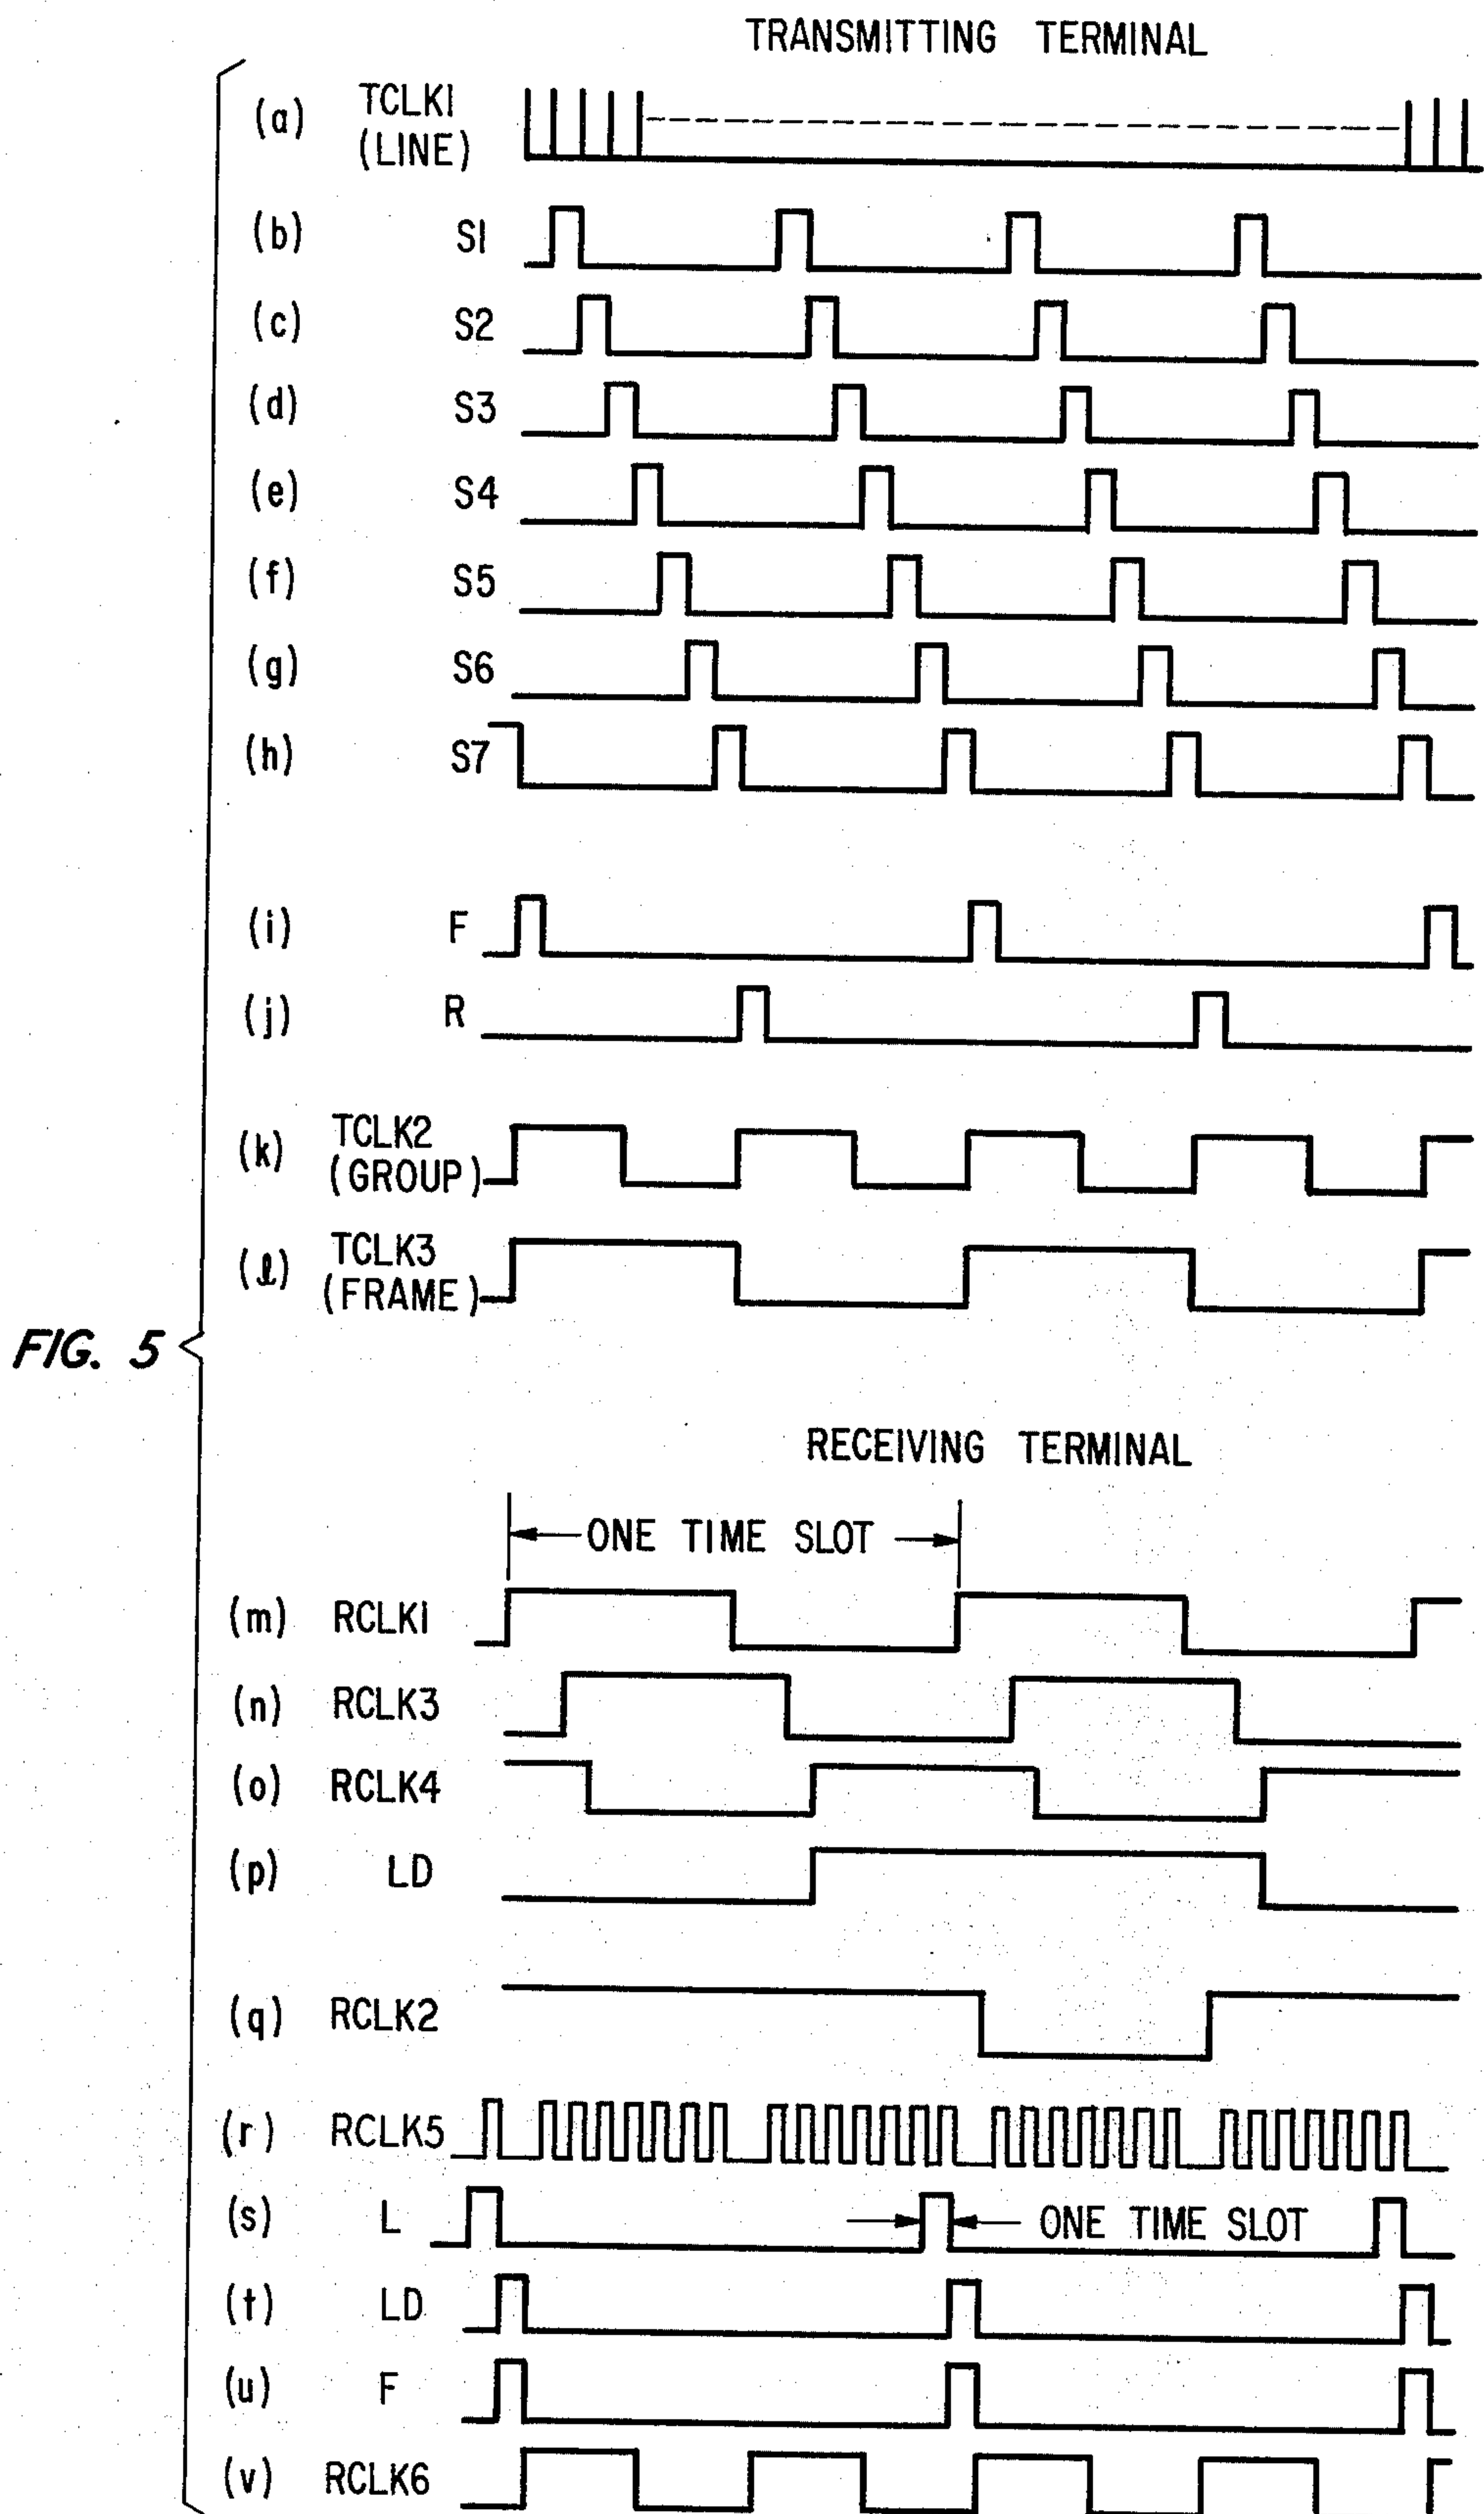 TRANSMITTING TERMINAL
(a) TCLK1
(LINE)
(b) S1
(c) S2
(d) S3
(e) S4
(f) S5
(g) S6
(h) S7
(i) F
(j) R
(k) TCLK2
(GROUP)
(l) TCLK3
(FRAME)
FIG. 5
RECEIVING TERMINAL
ONE TIME SLOT
(m) RCLK1
(n) RCLK3
(o) RCLK4
(p) LD
(q) RCLK2
(r) RCLK5
(s) L ONE TIME SLOT
(t) LD
(u) F
(v) RCLK6